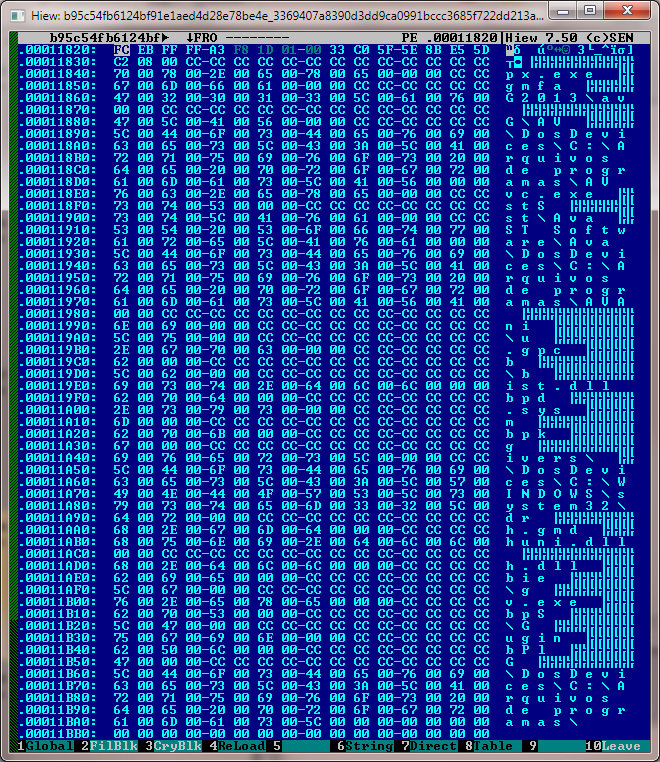 Hiew: b95c54fb6124bf91e1aed4d28e78be4e_3369407a8390d3dd9ca0991bccc3685f722dd213a...
b95c54fb6124bf► ↓FRO -------- PE .00011820│Hiew 7.50 <c>SEN
.00011820: FC EB FF FF-A3 F8 1D 01-00 33 C0 5F-5E 8B E5 5D ⁿδ ú°↔☺ 3└_^ïσ]
.00011830: C2 08 00 CC-CC CC CC CC-CC CC CC CC-CC CC CC CC ┬◘
.00011840: 70 00 78 00-2E 00 65 00-78 00 65 00-00 00 CC CC p x . e x e
.00011850: 67 00 6D 00-66 00 61 00-00 00 CC CC-CC CC CC CC g m f a
.00011860: 47 00 32 00-30 00 31 00-33 00 5C 00-61 00 76 00 G 2 0 1 3 \ a v
.00011870: 00 00 CC CC-CC CC CC CC-CC CC CC CC-CC CC CC CC
.00011880: 47 00 5C 00-41 00 56 00-00 00 CC CC-CC CC CC CC G \ A V
.00011890: 5C 00 44 00-6F 00 73 00-44 00 65 00-76 00 69 00 \ D o s D e v i
.000118A0: 63 00 65 00-73 00 5C 00-43 00 3A 00-5C 00 41 00 c e s \ C : \ A
.000118B0: 72 00 71 00-75 00 69 00-76 00 6F 00-73 00 20 00 r q u i v o s
.000118C0: 64 00 65 00-20 00 70 00-72 00 6F 00-67 00 72 00 d e p r o g r
.000118D0: 61 00 6D 00-61 00 73 00-5C 00 41 00-56 00 41 00 a m a s \ A V
.000118E0: 76 00 63 00-2E 00 65 00-78 00 65 00-00 00 CC CC v c . e x e
.000118F0: 73 00 74 00-53 00 00 00-CC CC CC CC-CC CC CC CC s t S
.00011900: 73 00 74 00-5C 00 41 00-76 00 61 00-00 00 CC CC s t \ A v a
.00011910: 53 00 54 00-20 00 53 00-6F 00 66 00-74 00 77 00 S T S o f t w
.00011920: 61 00 72 00-65 00 5C 00-41 00 76 00-61 00 00 00 a r e \ A v a
.00011930: 5C 00 44 00-6F 00 73 00-44 00 65 00-76 00 69 00 \ D o s D e v i
.00011940: 63 00 65 00-73 00 5C 00-43 00 3A 00-5C 00 41 00 c e s \ C : \ A
.00011950: 72 00 71 00-75 00 69 00-76 00 6F 00-73 00 20 00 r q u i v o s
.00011960: 64 00 65 00-20 00 70 00-72 00 6F 00-67 00 72 00 d e p r o g r
.00011970: 61 00 6D 00-61 00 73 00-5C 00 41 00-56 00 41 00 a m a s \ A V A
.00011980: 00 00 CC CC-CC CC CC CC-CC CC CC CC-CC CC CC CC
.00011990: 6E 00 69 00-00 00 CC CC-CC CC CC CC-CC CC CC CC n i
.000119A0: 5C 00 75 00-00 00 CC CC-CC CC CC CC-CC CC CC CC \ u
.000119B0: 2E 00 67 00-70 00 63 00-00 00 CC CC-CC CC CC CC . g p c
.000119C0: 62 00 00 00-CC CC CC CC-CC CC CC CC-CC CC CC CC b
.000119D0: 5C 00 62 00-00 00 CC CC-CC CC CC CC-CC CC CC CC \ b
.000119E0: 69 00 73 00-74 00 2E 00-64 00 6C 00-6C 00 00 00 i s t . d l l
.000119F0: 62 00 70 00-64 00 00 00-CC CC CC CC-CC CC CC CC b p d
.00011A00: 2E 00 73 00-79 00 73 00-00 00 CC CC-CC CC CC CC . s y s
.00011A10: 6D 00 00 00-CC CC CC CC-CC CC CC CC-CC CC CC CC m
.00011A20: 62 00 70 00-6B 00 00 00-CC CC CC CC-CC CC CC CC b p k
.00011A30: 67 00 00 00-CC CC CC CC-CC CC CC CC-CC CC CC CC g
.00011A40: 69 00 76 00-65 00 72 00-73 00 5C 00-00 00 CC CC i v e r s \
.00011A50: 5C 00 44 00-6F 00 73 00-44 00 65 00-76 00 69 00 \ D o s D e v i
.00011A60: 63 00 65 00-73 00 5C 00-43 00 3A 00-5C 00 57 00 c e s \ C : \ W
.00011A70: 49 00 4E 00-44 00 4F 00-57 00 53 00-5C 00 73 00 I N D O W S \ s
.00011A80: 79 00 73 00-74 00 65 00-6D 00 33 00-32 00 5C 00 y s t e m 3 2 \
.00011A90: 64 00 72 00-00 00 CC CC-CC CC CC CC-CC CC CC CC d r
.00011AA0: 68 00 2E 00-67 00 6D 00-64 00 00 00-CC CC CC CC h . g m d
.00011AB0: 68 00 75 00-6E 00 69 00-2E 00 64 00-6C 00 6C 00 h u n i . d l l
.00011AC0: 00 00 CC CC-CC CC CC CC-CC CC CC CC-CC CC CC CC
.00011AD0: 68 00 2E 00-64 00 6C 00-6C 00 00 00-CC CC CC CC h . d l l
.00011AE0: 62 00 69 00-65 00 00 00-CC CC CC CC-CC CC CC CC b i e
.00011AF0: 5C 00 67 00-00 00 CC CC-CC CC CC CC-CC CC CC CC \ g
.00011B00: 76 00 2E 00-65 00 78 00-65 00 00 00-CC CC CC CC v . e x e
.00011B10: 62 00 70 00-53 00 00 00-CC CC CC CC-CC CC CC CC b p S
.00011B20: 5C 00 47 00-00 00 CC CC-CC CC CC CC-CC CC CC CC \ G
.00011B30: 75 00 67 00-69 00 6E 00-00 00 CC CC-CC CC CC CC u g i n
.00011B40: 62 00 50 00-6C 00 00 00-CC CC CC CC-CC CC CC CC b P l
.00011B50: 47 00 00 00-CC CC CC CC-CC CC CC CC-CC CC CC CC G
.00011B60: 5C 00 44 00-6F 00 73 00-44 00 65 00-76 00 69 00 \ D o s D e v i
.00011B70: 63 00 65 00-73 00 5C 00-43 00 3A 00-5C 00 41 00 c e s \ C : \ A
.00011B80: 72 00 71 00-75 00 69 00-76 00 6F 00-73 00 20 00 r q u i v o s
.00011B90: 64 00 65 00-20 00 70 00-72 00 6F 00-67 00 72 00 d e p r o g r
.00011BA0: 61 00 6D 00-61 00 73 00-5C 00 00 00-00 00 00 00 a m a s \
.00011BB0: 00 00 00 00-00 00 00 00-00 00 00 00-00 00 00 00
1Global 2FilBlk 3CryBlk 4ReLoad 5 6String 7Direct 8Table 9 10Leave